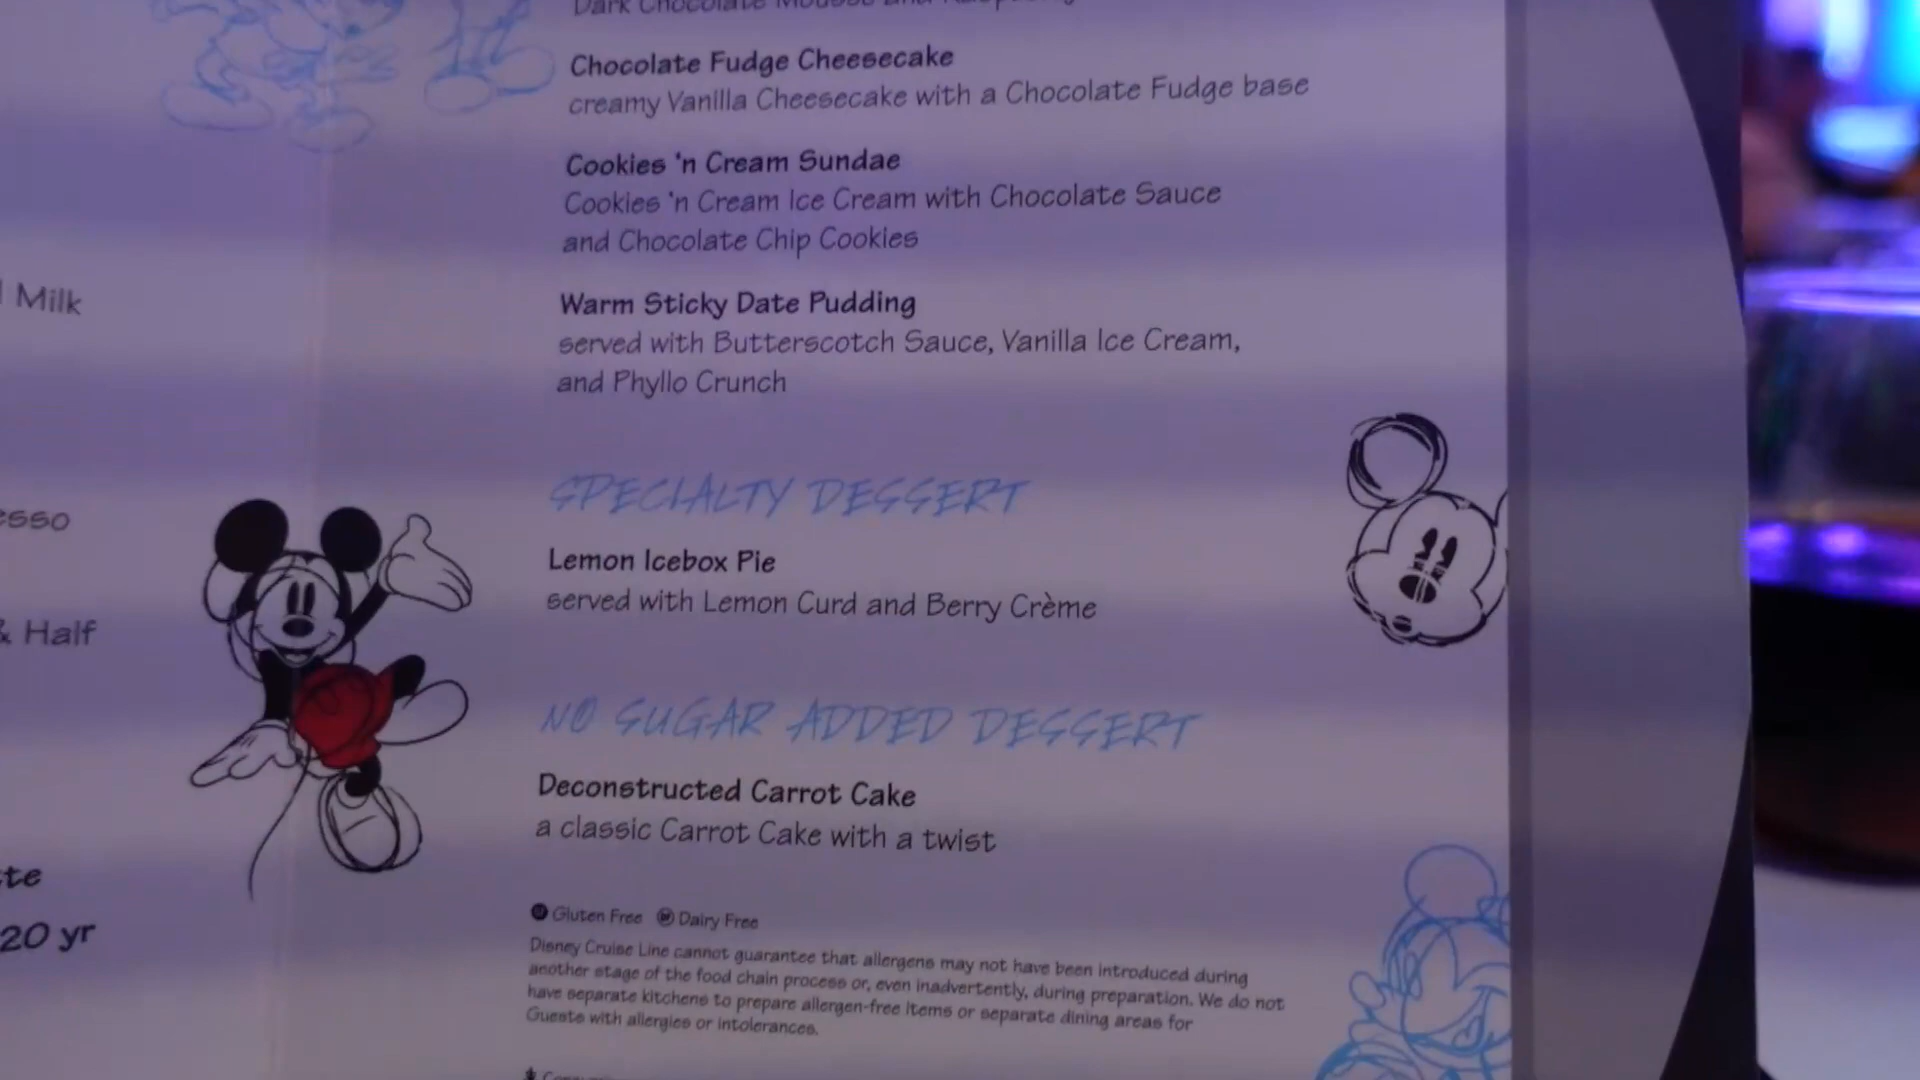 Dark Chocolate Mousse and
Chocolate Fudge Cheesecake
creamy Vanilla Cheesecake with a Chocolate Fudge base
Cookies 'n Cream Sundae
Cookies 'n Cream Ice Cream with Chocolate Sauce
and Chocolate Chip Cookies
Warm Sticky Date Pudding
served with Butterscotch Sauce, Vanilla Ice Cream,
and Phyllo Crunch
SPECIALTY DESSERT
Lemon Icebox Pie
served with Lemon Curd and Berry Crème
NO SUGAR ADDED DESSERT
Deconstructed Carrot Cake
a classic Carrot Cake with a twist
Gluten Free Dairy Free
Disney Cruise Line cannot guarantee that allergens may not have been introduced during
another stage of the food chain process or, even inadvertently, during preparation. We do not
have separate kitchens to prepare allergen-free items or separate dining areas for
Guests with allergies or intolerances.
Milk
esso
& Half
te
20 yr